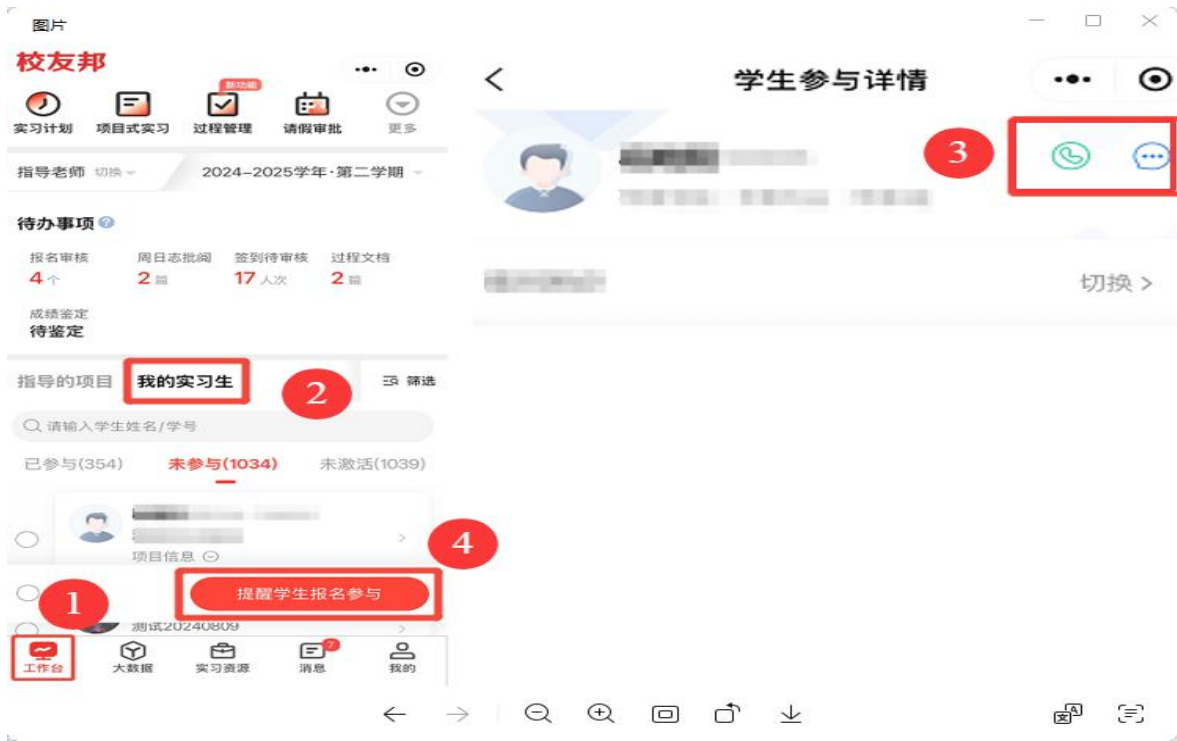 图片
校友邦
新功能
实习计划 项目式实习 过程管理 请假审批 更多
指导老师 切换 2024-2025学年·第二学期
待办事项
报名审核 周日志批阅 签到待审核 过程文档
4个 2篇 17人次 2篇
成绩鉴定
待鉴定
指导的项目 我的实习生 2 筛选
请输入学生姓名/学号
已参与(354) 未参与(1034) 未激活(1039)
项目信息
4
提醒学生报名参与
1
测试20240809
7
工作台 大数据 实习资源 消息 我的
学生参与详情
3
切换 >